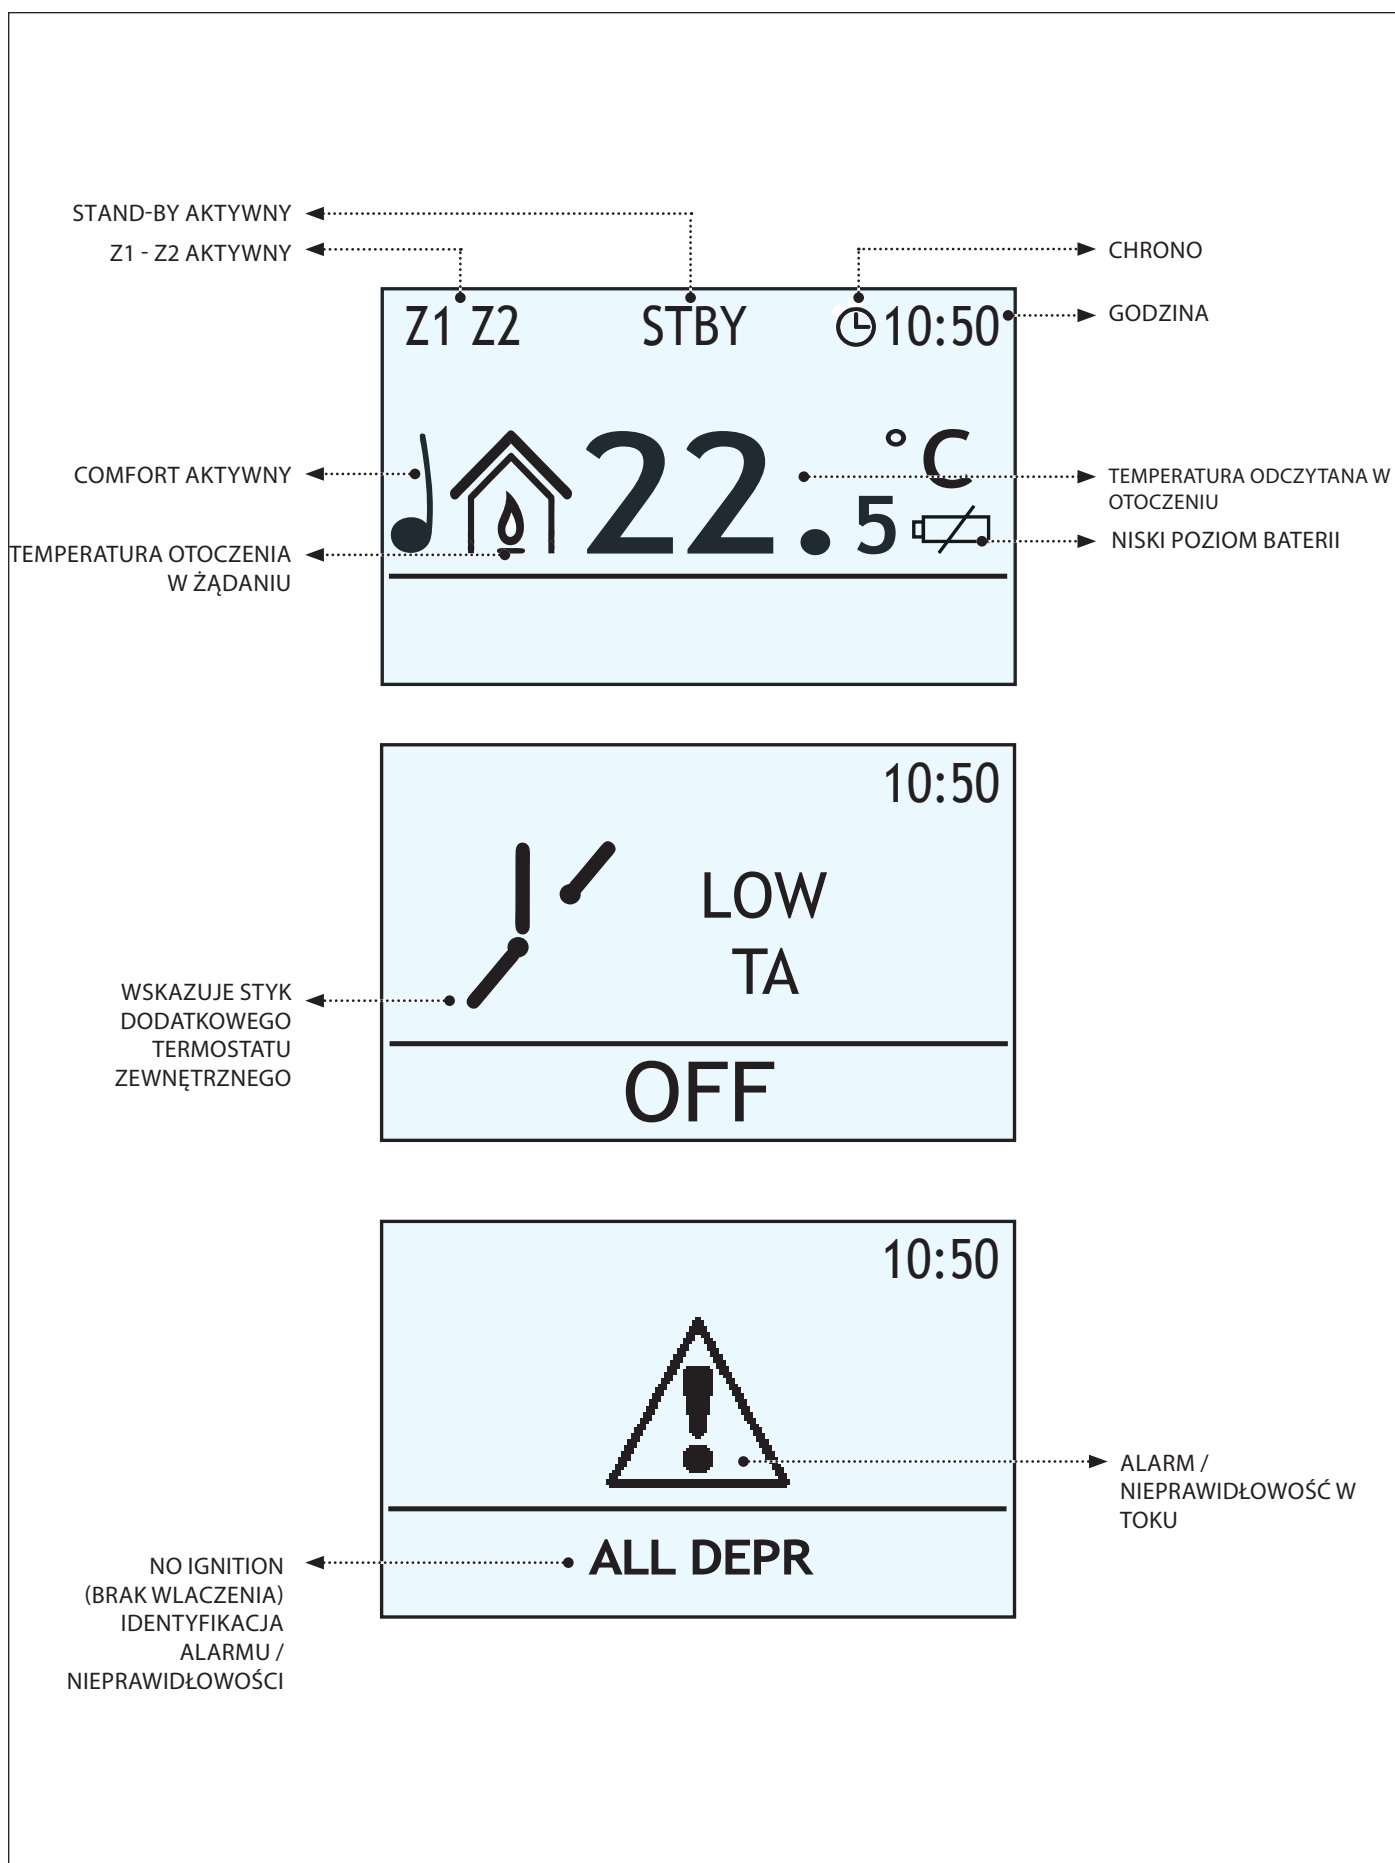 STAND-BY AKTYWNY
Z1 - Z2 AKTYWNY
CHRONO
GODZINA
Z1 Z2 STBY 10:50
COMFORT AKTYWNY
TEMPERATURA OTOCZENIA
W ŻĄDANIU
22.5 °C
TEMPERATURA ODCZYTANA W
OTOCZENIU
NISKI POZIOM BATERII
10:50
LOW
TA
WSKAZUJE STYK
DODATKOWEGO
TERMOSTATU
ZEWNĘTRZNEGO
OFF
10:50
ALARM /
NIEPRAWIDŁOWOŚĆ W
TOKU
NO IGNITION
(BRAK WLACZENIA)
IDENTYFIKACJA
ALARMU /
NIEPRAWIDŁOWOŚCI
ALL DEPR